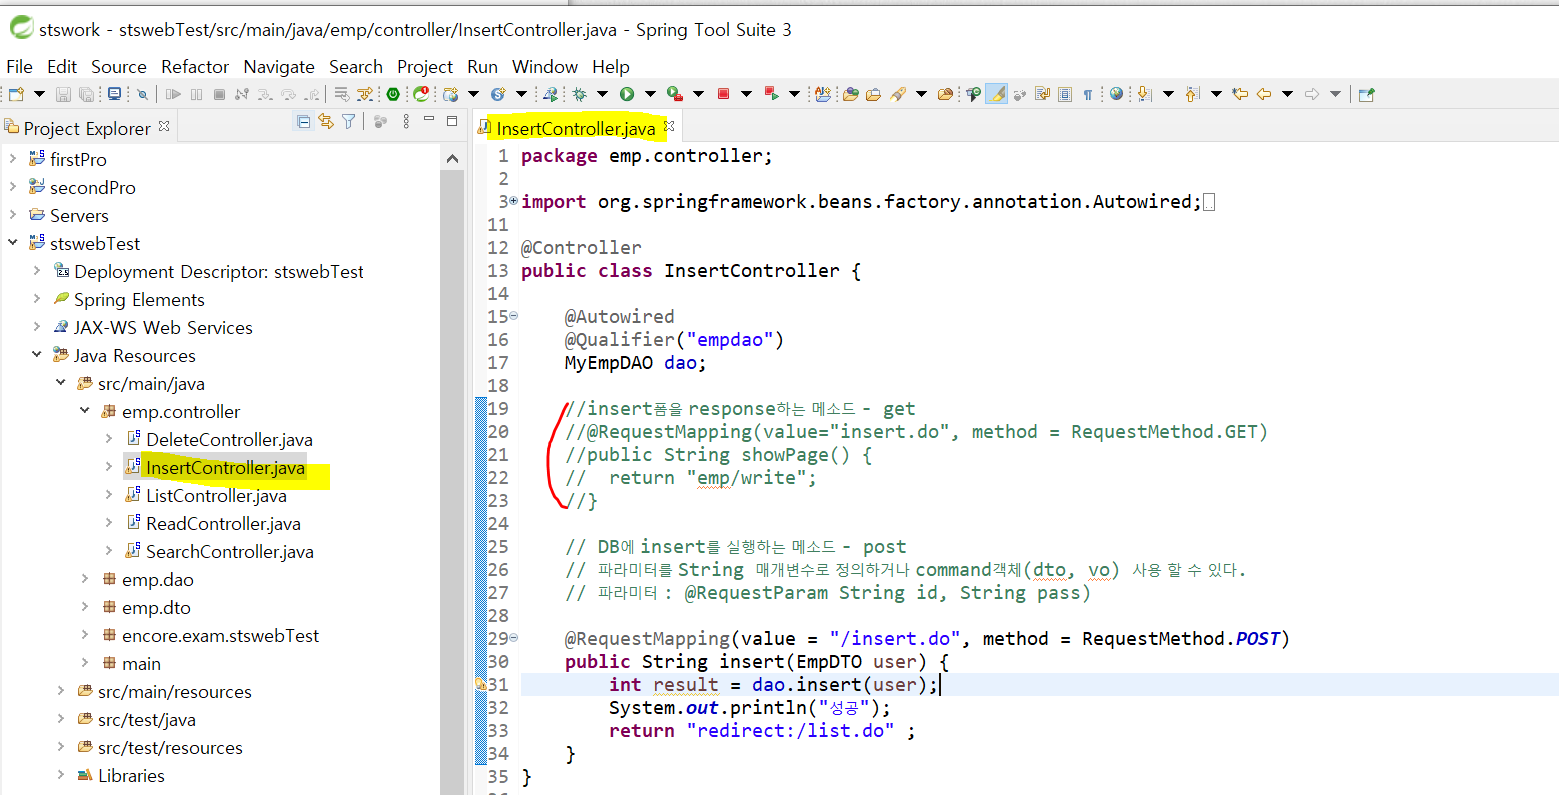 stswork - stswebTest/src/main/java/emp/controller/InsertController.java - Spring Tool Suite 3
File Edit Source Refactor Navigate Search Project Run Window Help
Project Explorer
firstPro
secondPro
Servers
stswebTest
Deployment Descriptor: stswebTest
Spring Elements
JAX-WS Web Services
Java Resources
src/main/java
emp.controller
DeleteController.java
InsertController.java
ListController.java
ReadController.java
SearchController.java
emp.dao
emp.dto
encore.exam.stswebTest
main
src/main/resources
src/test/java
src/test/resources
Libraries
InsertController.java
1 package emp.controller;
2
3 import org.springframework.beans.factory.annotation.Autowired;
11
12 @Controller
13 public class InsertController {
14
15 @Autowired
16 @Qualifier("empdao")
17 MyEmpDAO dao;
18
19 //insert폼을 response하는 메소드 - get
20 //@RequestMapping(value="insert.do", method = RequestMethod.GET)
21 //public String showPage() {
22 // return "emp/write";
23 //}
24
25 // DB에 insert를 실행하는 메소드 - post
26 // 파라미터를 String 매개변수로 정의하거나 command객체(dto, vo) 사용 할 수 있다.
27 // 파라미터 : @RequestParam String id, String pass)
28
29 @RequestMapping(value = "/insert.do", method = RequestMethod.POST)
30 public String insert(EmpDTO user) {
31 int result = dao.insert(user);
32 System.out.println("성공");
33 return "redirect:/list.do" ;
34 }
35 }